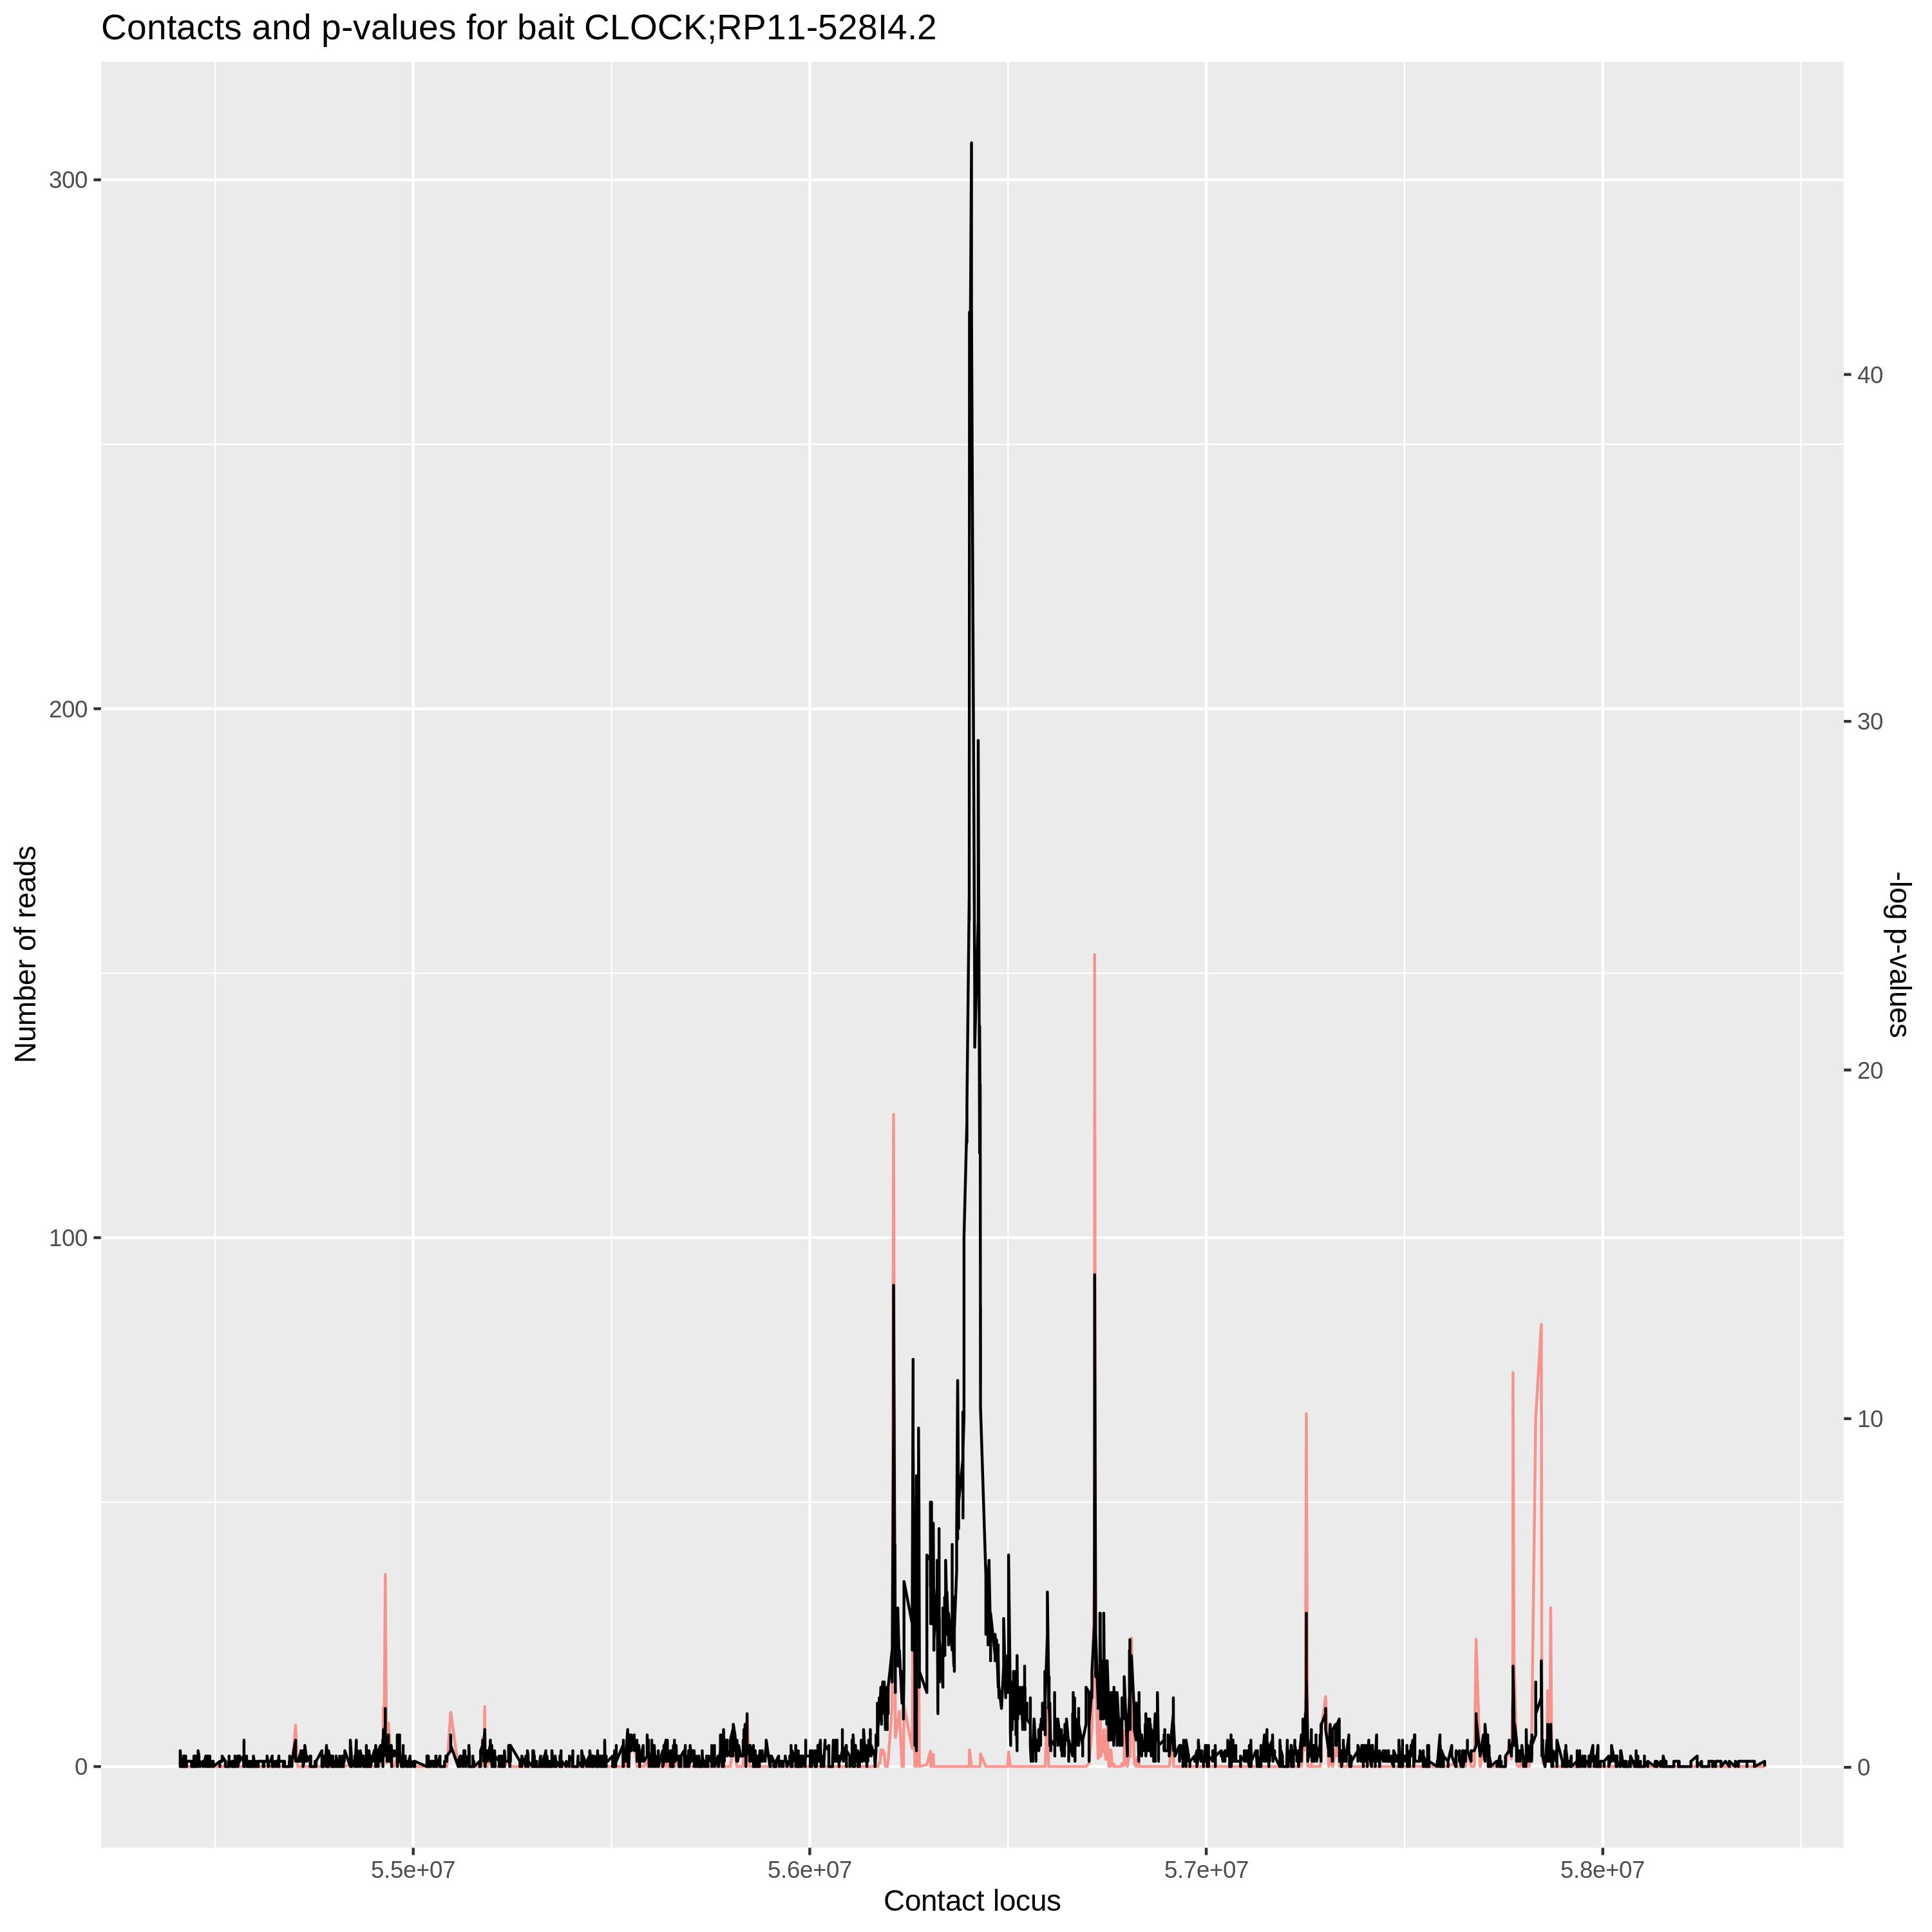 Contacts and p-values for bait CLOCK;RP11-528I4.2
300
200
100
0
Number of reads
40
30
20
10
0
-log p-values
5.5e+07
5.6e+07
5.7e+07
5.8e+07
Contact locus